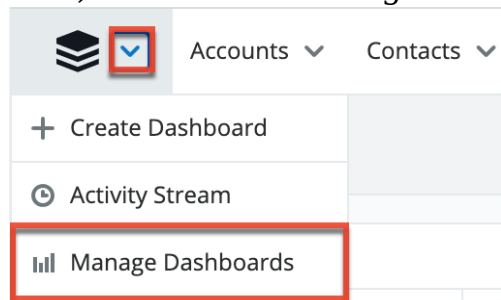 Accounts Contacts
Create Dashboard
Activity Stream
Manage Dashboards